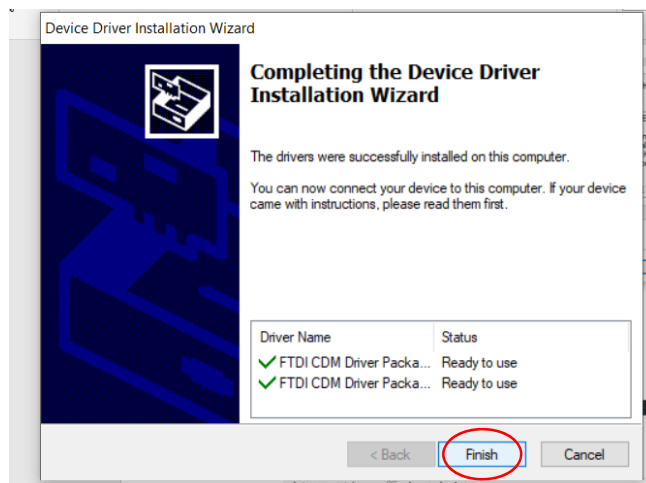 Device Driver Installation Wizard
Completing the Device Driver
Installation Wizard
The drivers were successfully installed on this computer.
You can now connect your device to this computer. If your device
came with instructions, please read them first.
Driver Name Status
FTDI CDM Driver Packa... Ready to use
FTDI CDM Driver Packa... Ready to use
< Back Finish Cancel